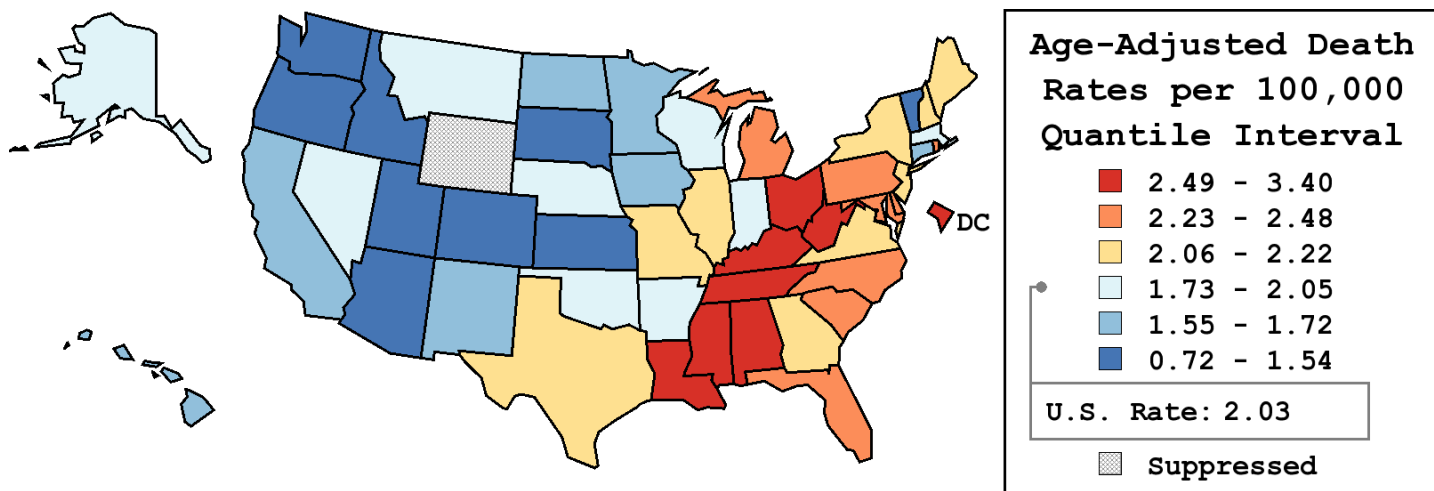 Age-Adjusted Death
Rates per 100,000
Quantile Interval
2.49 - 3.40
2.23 - 2.48
2.06 - 2.22
1.73 - 2.05
1.55 - 1.72
0.72 - 1.54
U.S. Rate: 2.03
Suppressed
DC